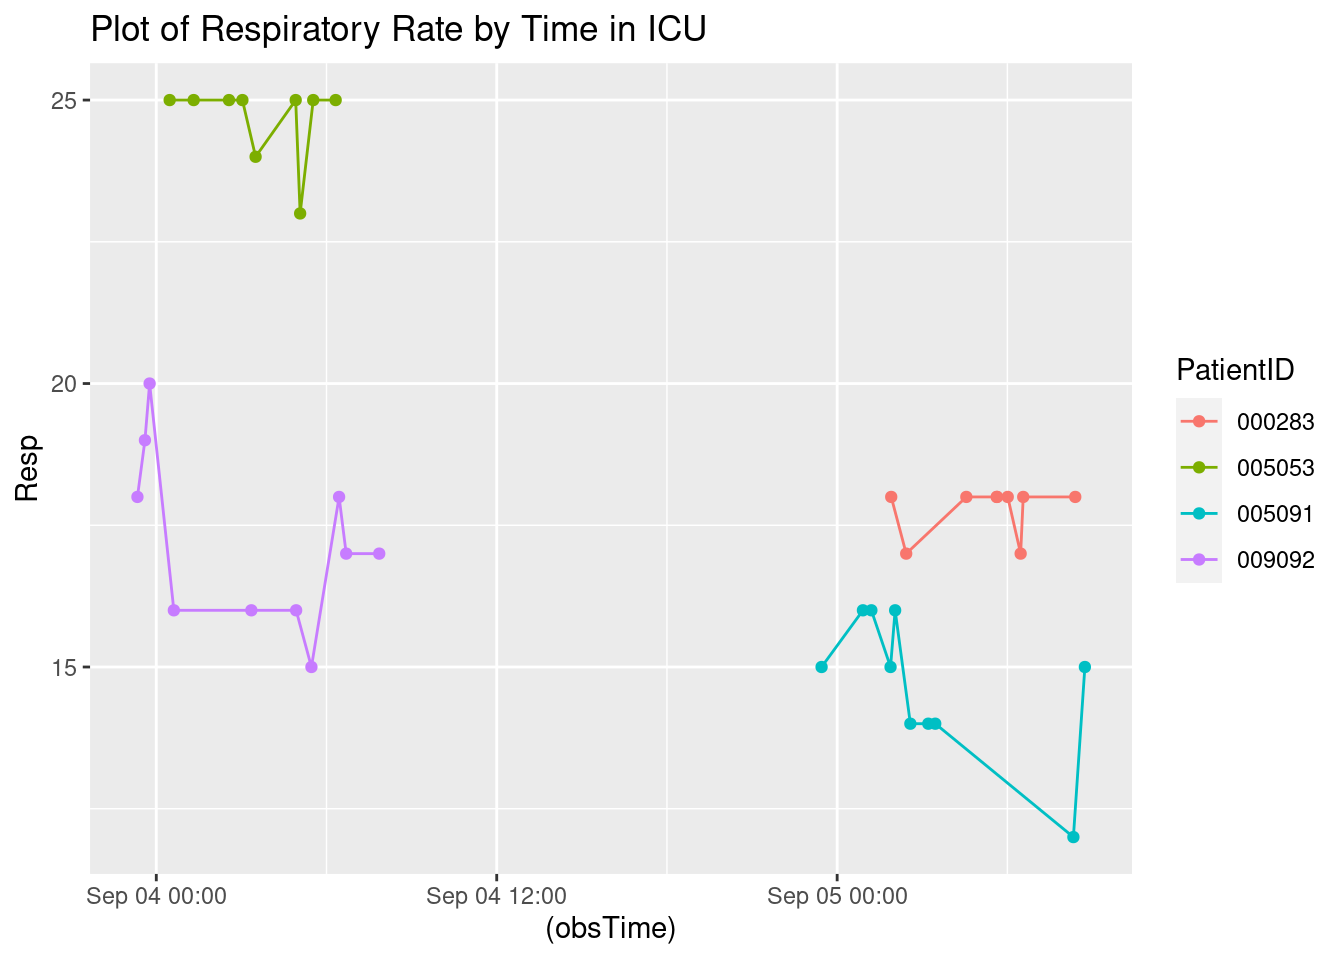 Plot of Respiratory Rate by Time in ICU
25
20
15
Resp
Sep 04 00:00
Sep 04 12:00
Sep 05 00:00
(obsTime)
PatientID
000283
005053
005091
009092